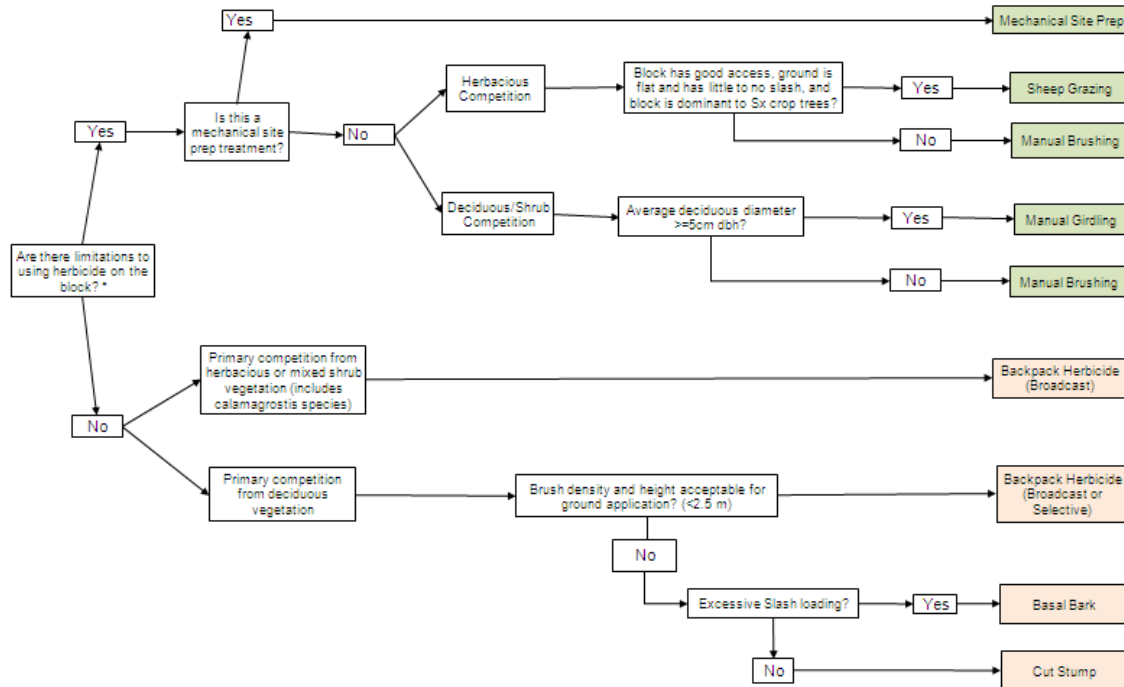 Yes
Mechanical Site Prep
Herbacious
Competition
Block has good access, ground is
flat and has little to no slash, and
block is dominant to Sx crop trees?
Yes
Sheep Grazing
Yes
Is this a
mechanical site
prep treatment?
No
No
Manual Brushing
Deciduous/Shrub
Competition
Average deciduous diameter
>=5cm dbh?
Yes
Manual Girdling
Are there limitations to
using herbicide on the
block? *
No
Manual Brushing
Primary competition from
herbacious or mixed shrub
vegetation (includes
calamagrostis species)
Backpack Herbicide
(Broadcast)
No
Primary competition
from deciduous
vegetation
Brush density and height acceptable for
ground application? (<2.5 m)
Backpack Herbicide
(Broadcast or
Selective)
No
Excessive Slash loading?
Yes
Basal Bark
No
Cut Stump